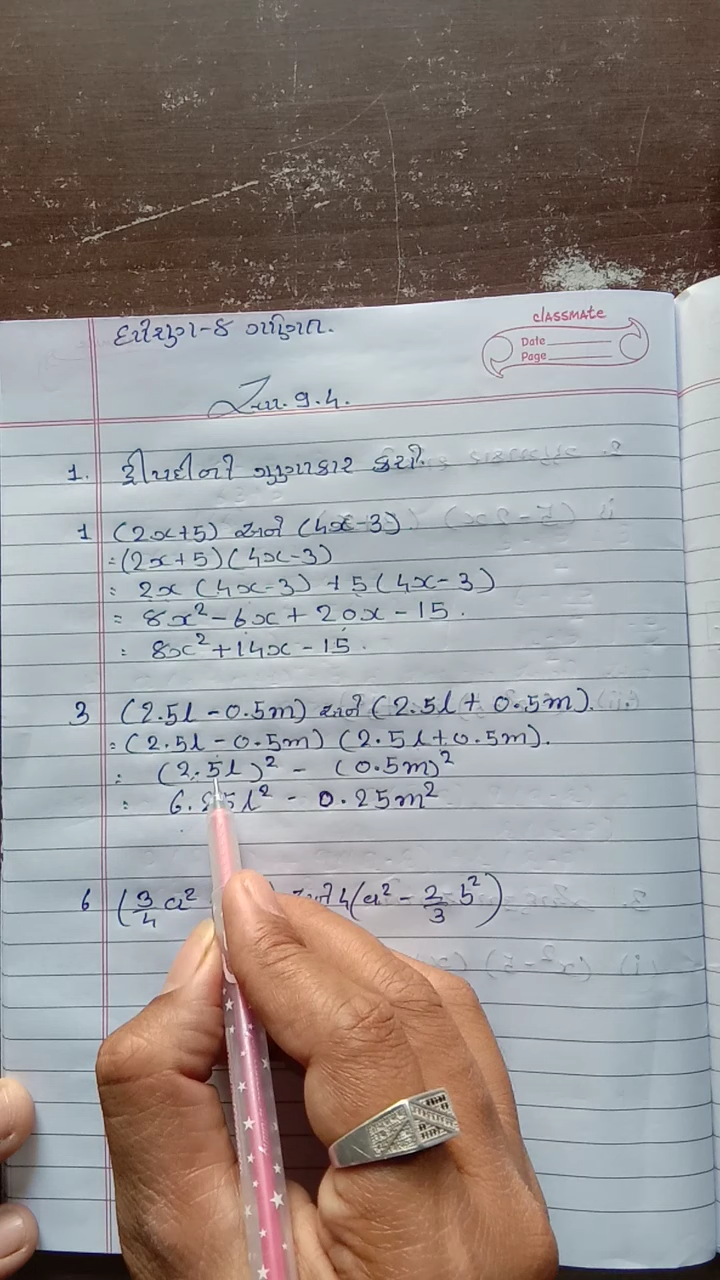 ધોરણ-8 ગણિત.
classmate
Date
Page
સ્વા. 9.4.
1. દ્વીપદીનો ગુણાકાર કરો.
1 (2x+5) અને (4x-3)
=(2x+5)(4x-3)
= 2x (4x-3) +5(4x-3)
= 8x²-6x+20x-15.
= 8x²+14x-15.
3 (2.5l-0.5m) અને (2.5l+0.5m).
=(2.5l-0.5m) (2.5l+0.5m).
= (2.5l)² - (0.5m)²
= 6.25l² - 0.25m²
6 (3/4 a² 4(a² - 2/3 b²)